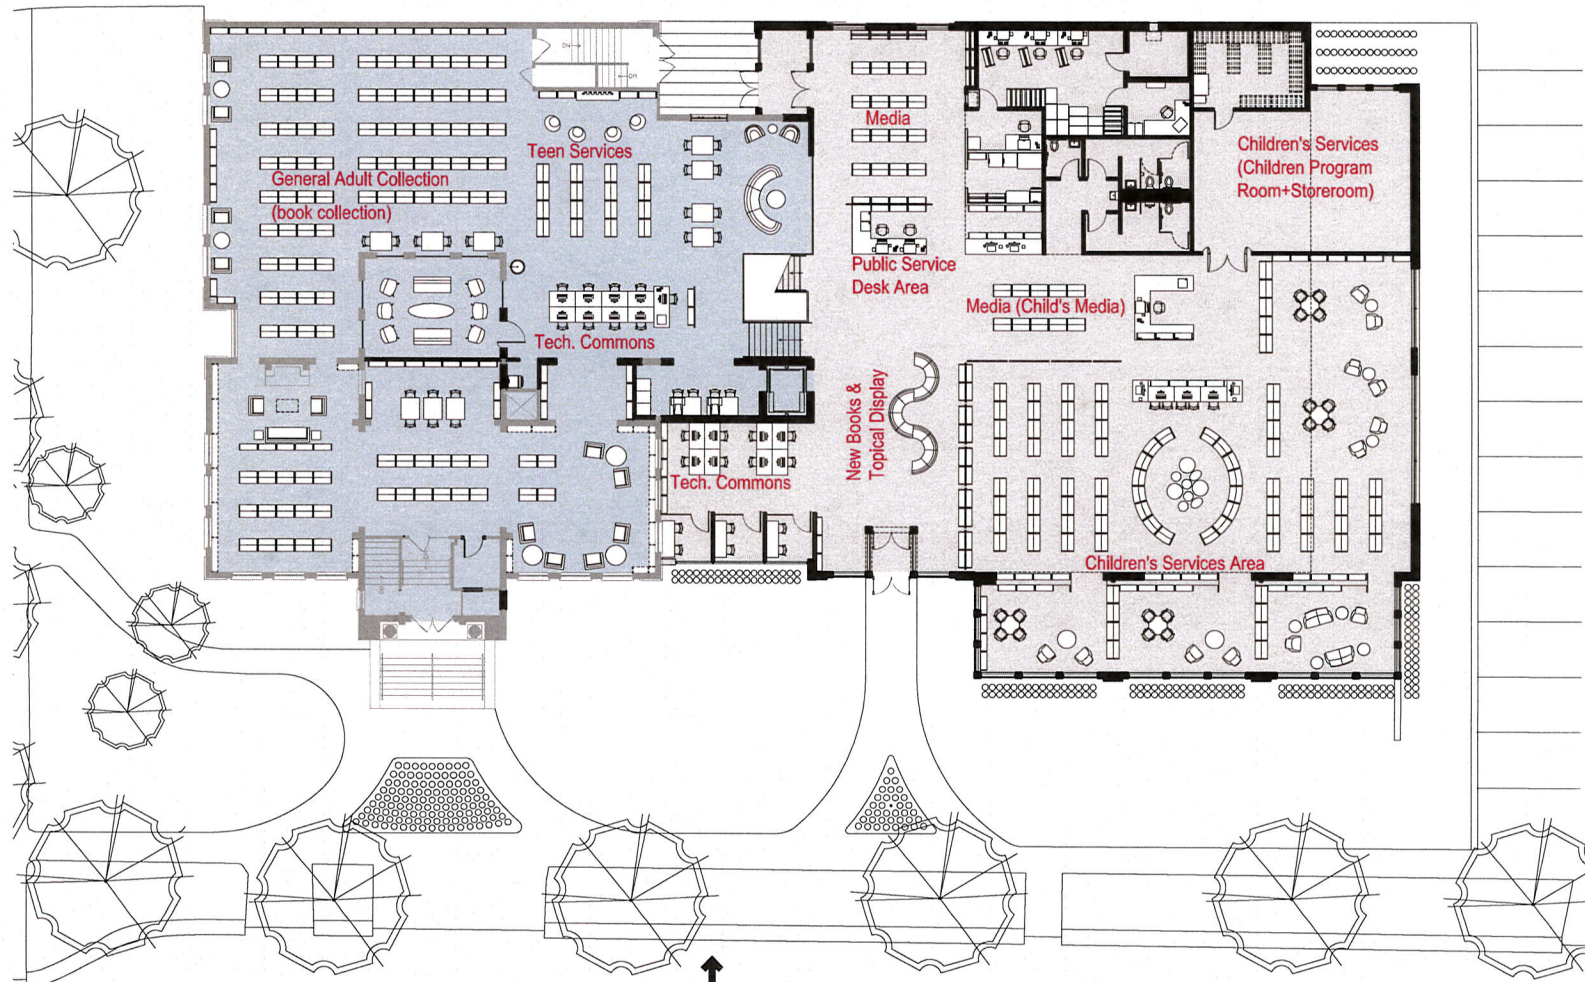 Media
Teen Services
General Adult Collection
(book collection)
Children's Services
(Children Program
Room+Storeroom)
Public Service
Desk Area
Media (Child's Media)
Tech. Commons
New Books &
Topical Display
Tech. Commons
Children's Services Area